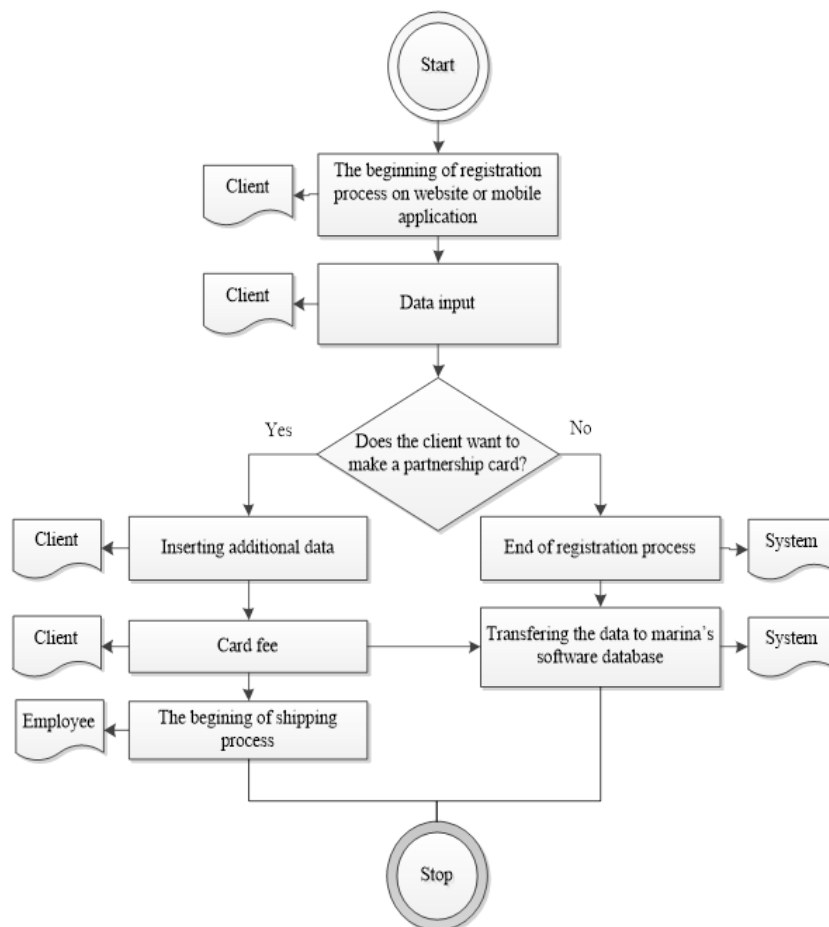 Start
Client
The beginning of registration
process on website or mobile
application
Client
Data input
Yes
No
Does the client want to
make a partnership card?
Client
Inserting additional data
End of registration process
System
Client
Card fee
Transfering the data to marina's
software database
System
Employee
The begining of shipping
process
Stop